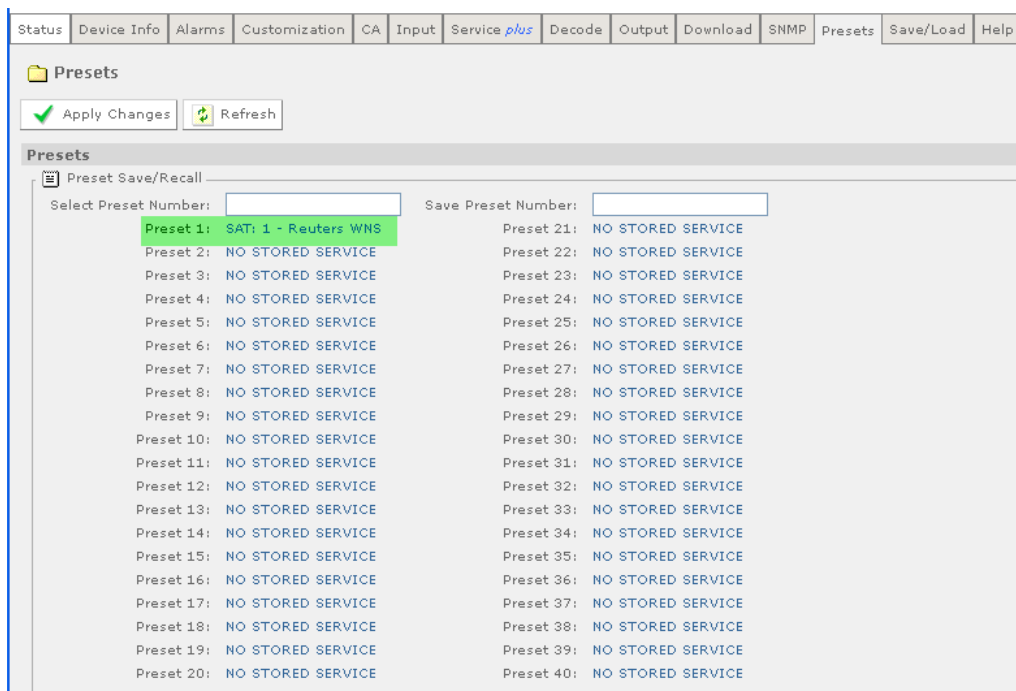 Status Device Info Alarms Customization CA Input Service plus Decode Output Download SNMP Presets Save/Load Help
Presets
Apply Changes Refresh
Presets
Preset Save/Recall
Select Preset Number: Save Preset Number:
Preset 1: SAT: 1 - Reuters WNS Preset 21: NO STORED SERVICE
Preset 2: NO STORED SERVICE Preset 22: NO STORED SERVICE
Preset 3: NO STORED SERVICE Preset 23: NO STORED SERVICE
Preset 4: NO STORED SERVICE Preset 24: NO STORED SERVICE
Preset 5: NO STORED SERVICE Preset 25: NO STORED SERVICE
Preset 6: NO STORED SERVICE Preset 26: NO STORED SERVICE
Preset 7: NO STORED SERVICE Preset 27: NO STORED SERVICE
Preset 8: NO STORED SERVICE Preset 28: NO STORED SERVICE
Preset 9: NO STORED SERVICE Preset 29: NO STORED SERVICE
Preset 10: NO STORED SERVICE Preset 30: NO STORED SERVICE
Preset 11: NO STORED SERVICE Preset 31: NO STORED SERVICE
Preset 12: NO STORED SERVICE Preset 32: NO STORED SERVICE
Preset 13: NO STORED SERVICE Preset 33: NO STORED SERVICE
Preset 14: NO STORED SERVICE Preset 34: NO STORED SERVICE
Preset 15: NO STORED SERVICE Preset 35: NO STORED SERVICE
Preset 16: NO STORED SERVICE Preset 36: NO STORED SERVICE
Preset 17: NO STORED SERVICE Preset 37: NO STORED SERVICE
Preset 18: NO STORED SERVICE Preset 38: NO STORED SERVICE
Preset 19: NO STORED SERVICE Preset 39: NO STORED SERVICE
Preset 20: NO STORED SERVICE Preset 40: NO STORED SERVICE